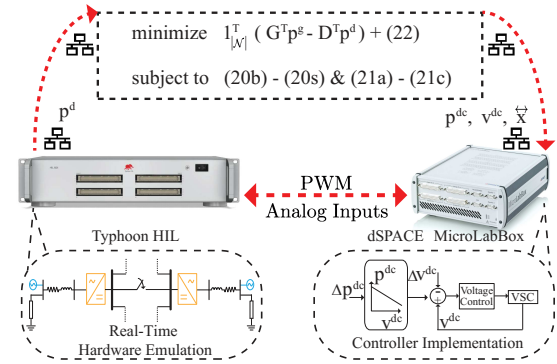 minimize 1ᵀ|𝒩| ( Gᵀpᵍ - Dᵀpᵈ ) + (22)
subject to (20b) - (20s) & (21a) - (21c)
pᵈ
pᵈᶜ, vᵈᶜ, x⃡
PWM
Analog Inputs
Typhoon HIL
dSPACE MicroLabBox
Real-Time
Hardware Emulation
Δpᵈᶜ
pᵈᶜ
vᵈᶜ
Δvᵈᶜ
Voltage
Control
VSC
vᵈᶜ
Controller Implementation